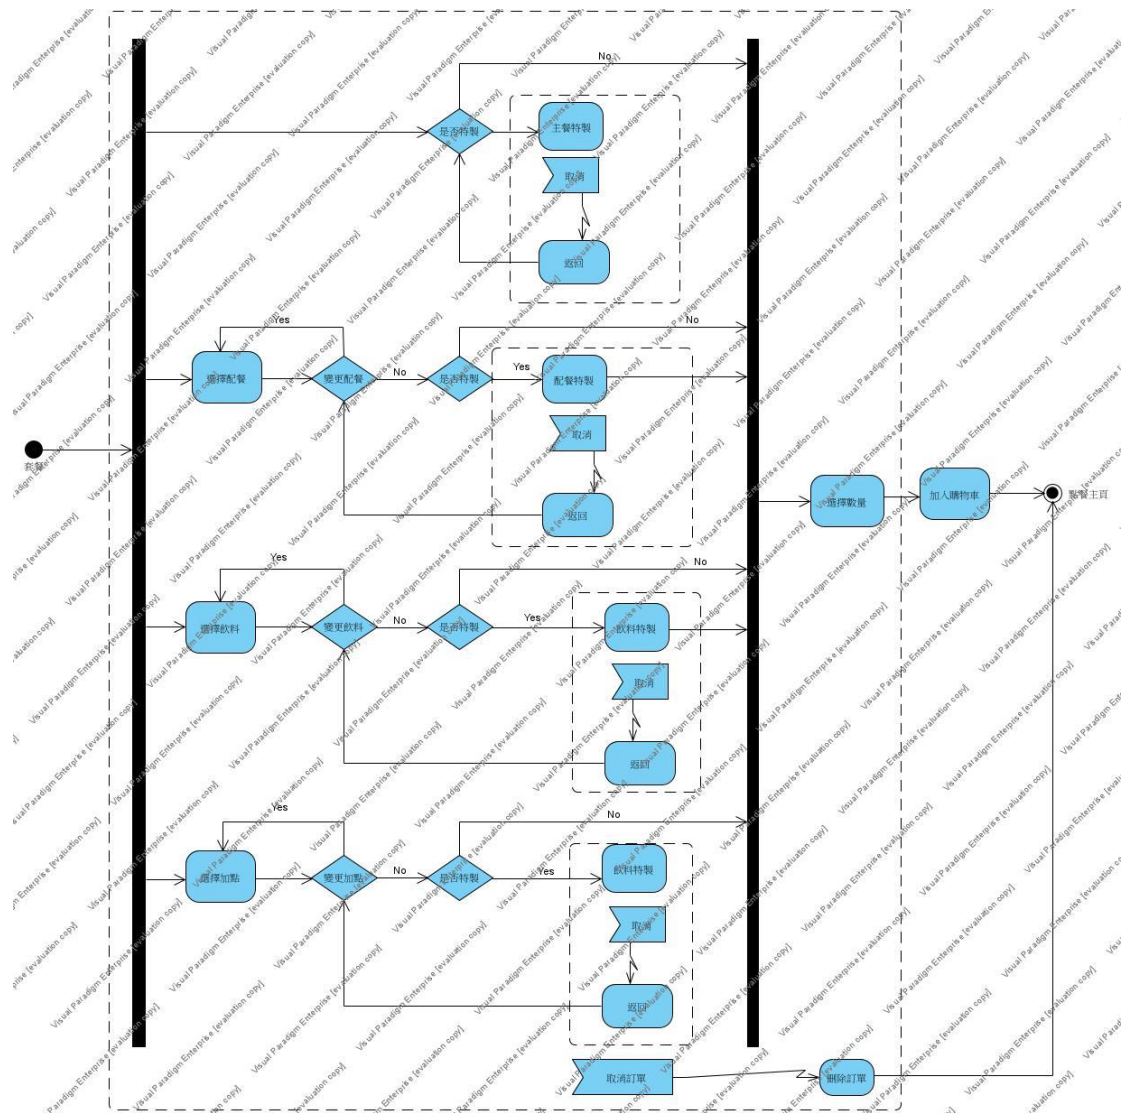 No
是否特製
主餐特製
取消
返回
Yes
No
選擇配餐
變更配餐
No
是否特製
Yes
配餐特製
取消
返回
套餐
選擇數量
加入購物車
點餐主頁
Yes
No
選擇飲料
變更飲料
No
是否特製
Yes
飲料特製
取消
返回
Yes
No
選擇加點
變更加點
No
是否特製
Yes
飲料特製
取消
返回
取消訂單
刪除訂單
Visual Paradigm Enterprise [evaluation copy]